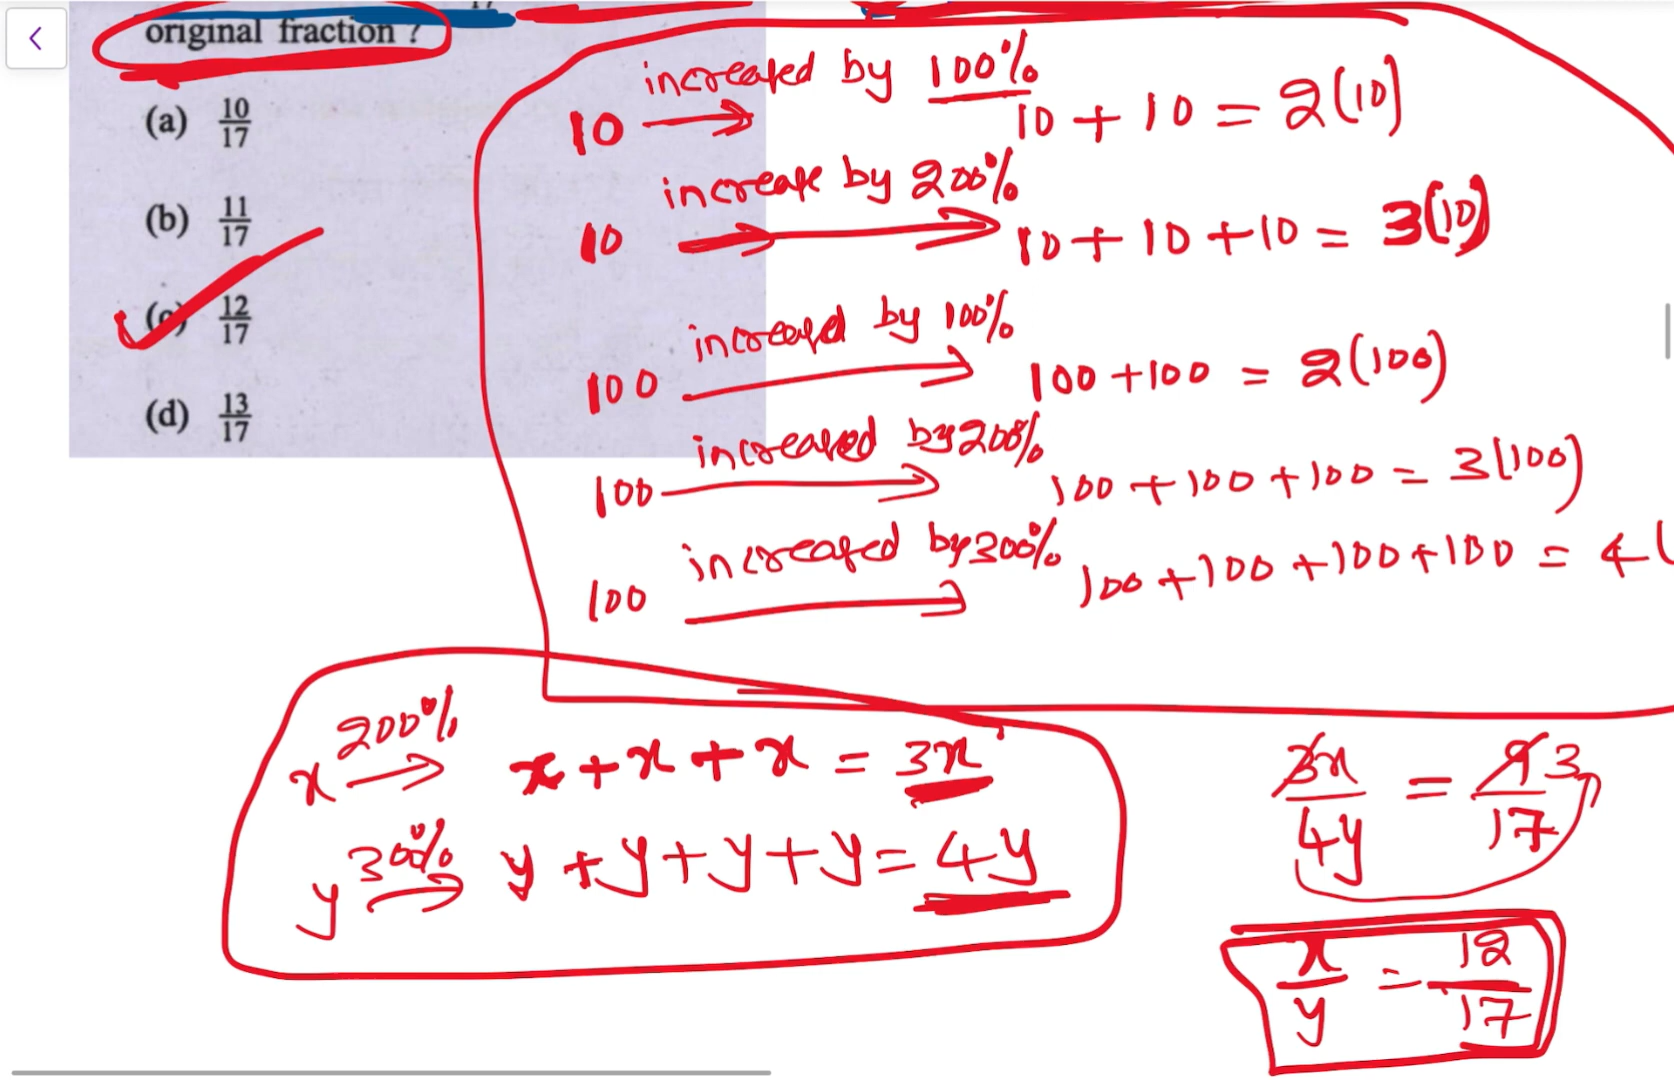 original fraction ?
(a) 10/17
(b) 11/17
(c) 12/17
(d) 13/17
increased by 100%
10 → 10 + 10 = 2(10)
increase by 200%
10 → 10 + 10 + 10 = 3(10)
increased by 100%
100 → 100 + 100 = 2(100)
increased by 200%
100 → 100 + 100 + 100 = 3(100)
increased by 300%
100 → 100 + 100 + 100 + 100 = 4(
200%
x → x + x + x = 3x
300%
y → y + y + y + y = 4y
3x/4y = 9 3/17
x/y = 12/17